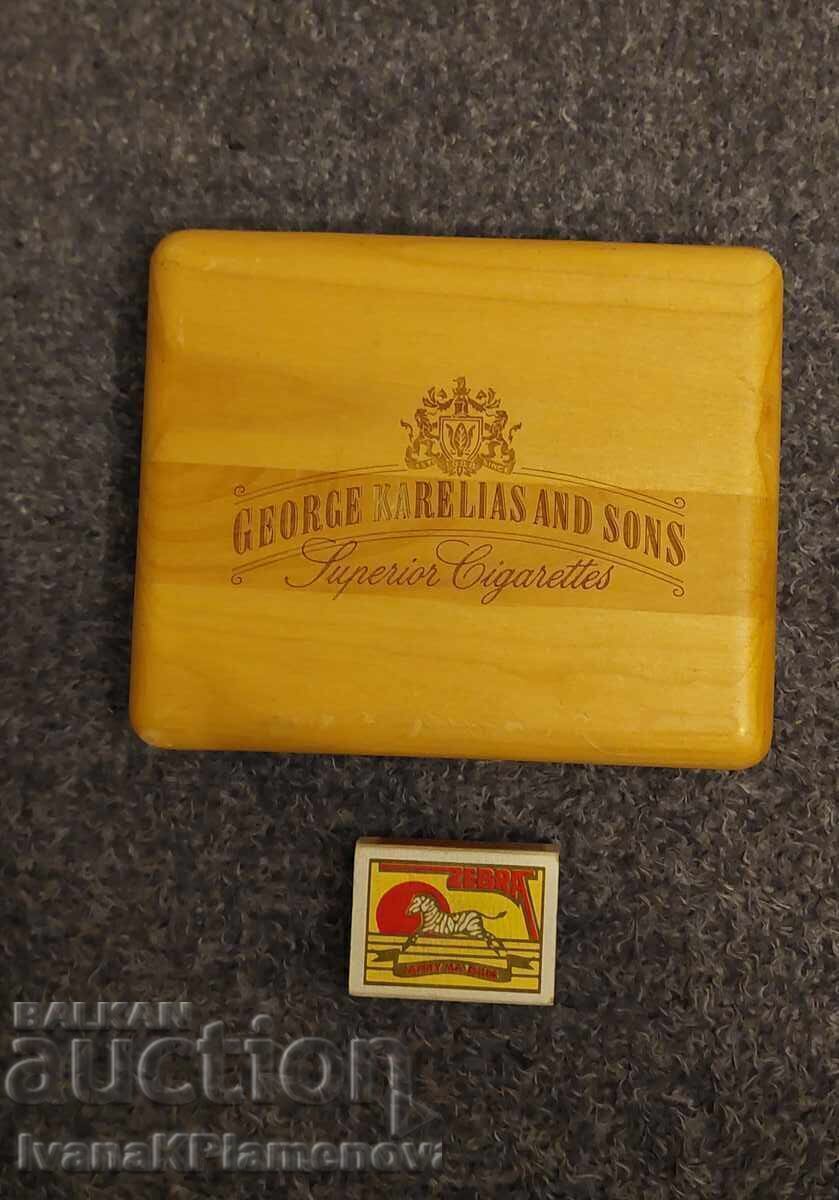 GEORGE KARELIAS AND SONS
Superior Cigarettes
ZEBRA
BALKAN
auction
IvanaKPlamenow